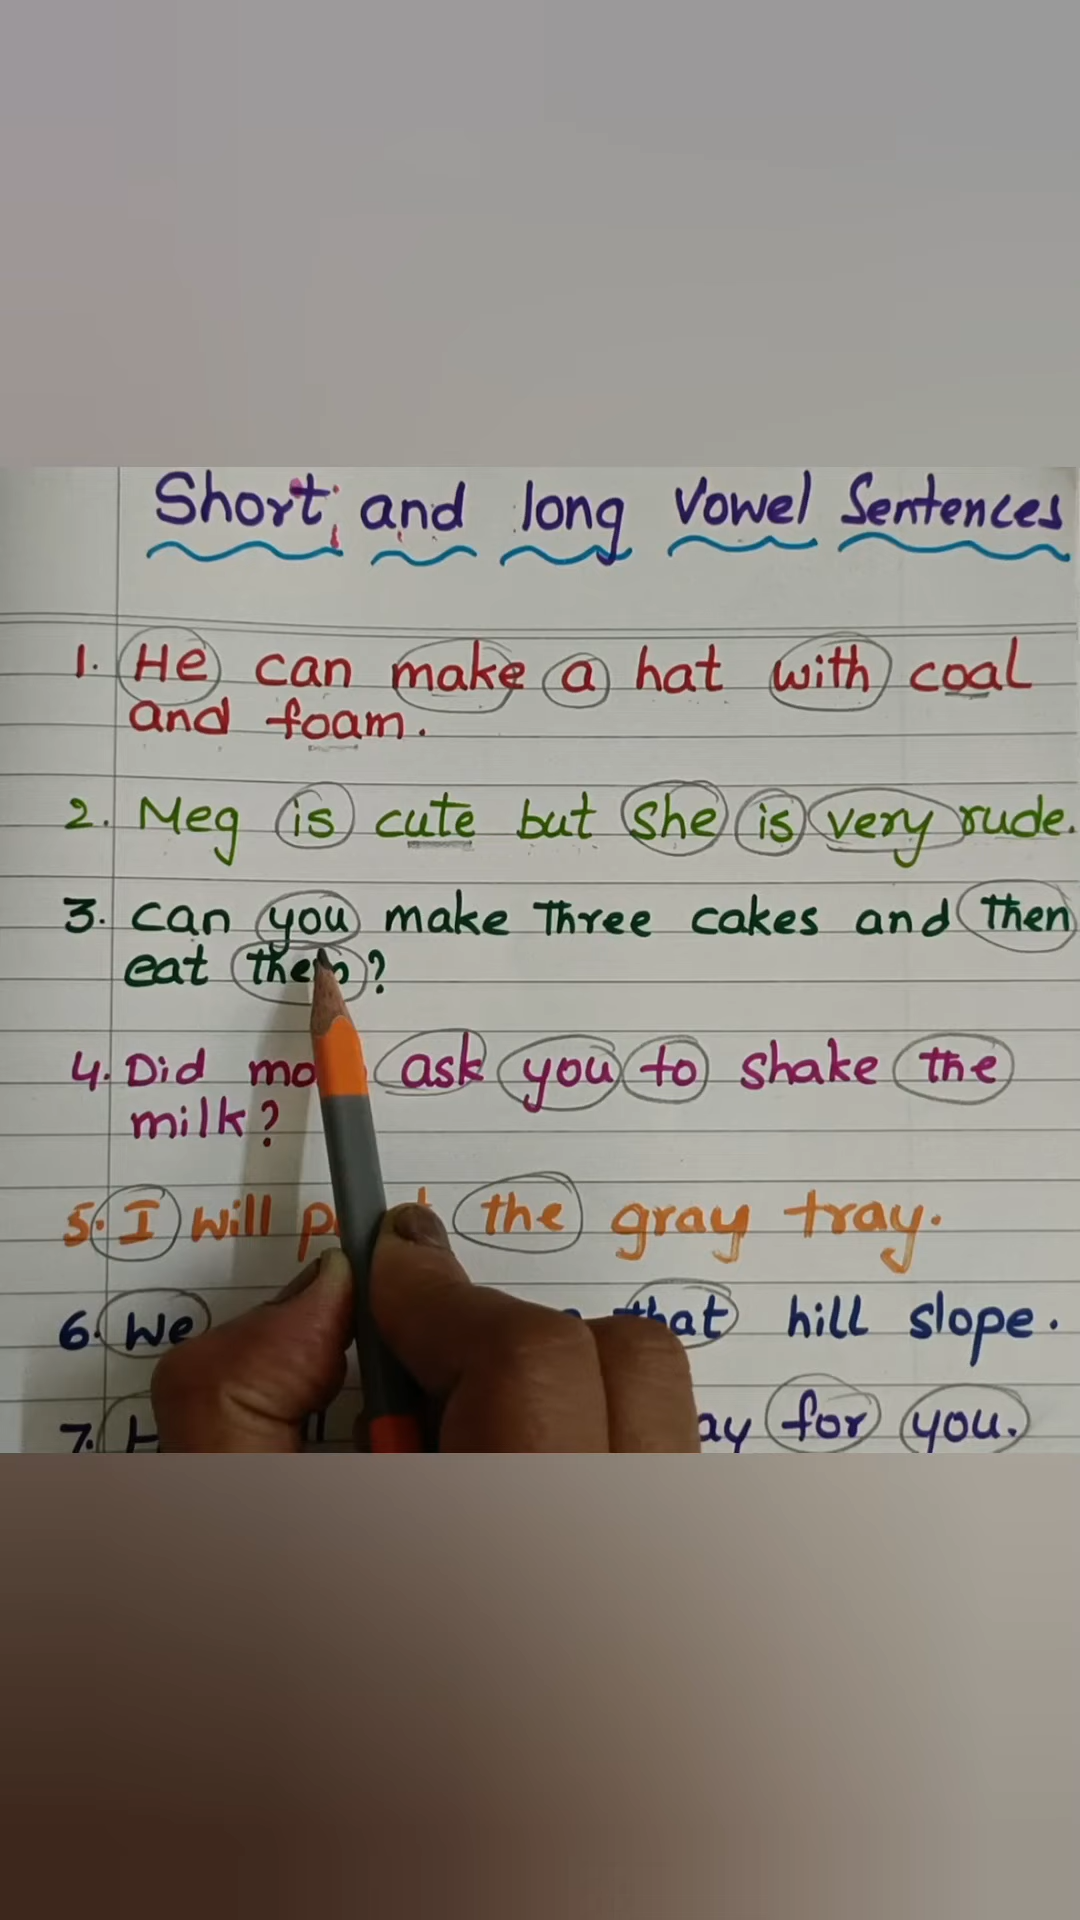 Short and long Vowel Sentences
1. He can make a hat with coal
and foam.
2. Meg is cute but she is very rude.
3. Can you make three cakes and then
eat them?
4. Did mom ask you to shake the
milk?
5. I will the gray tray.
6. We that hill slope.
7. for you.